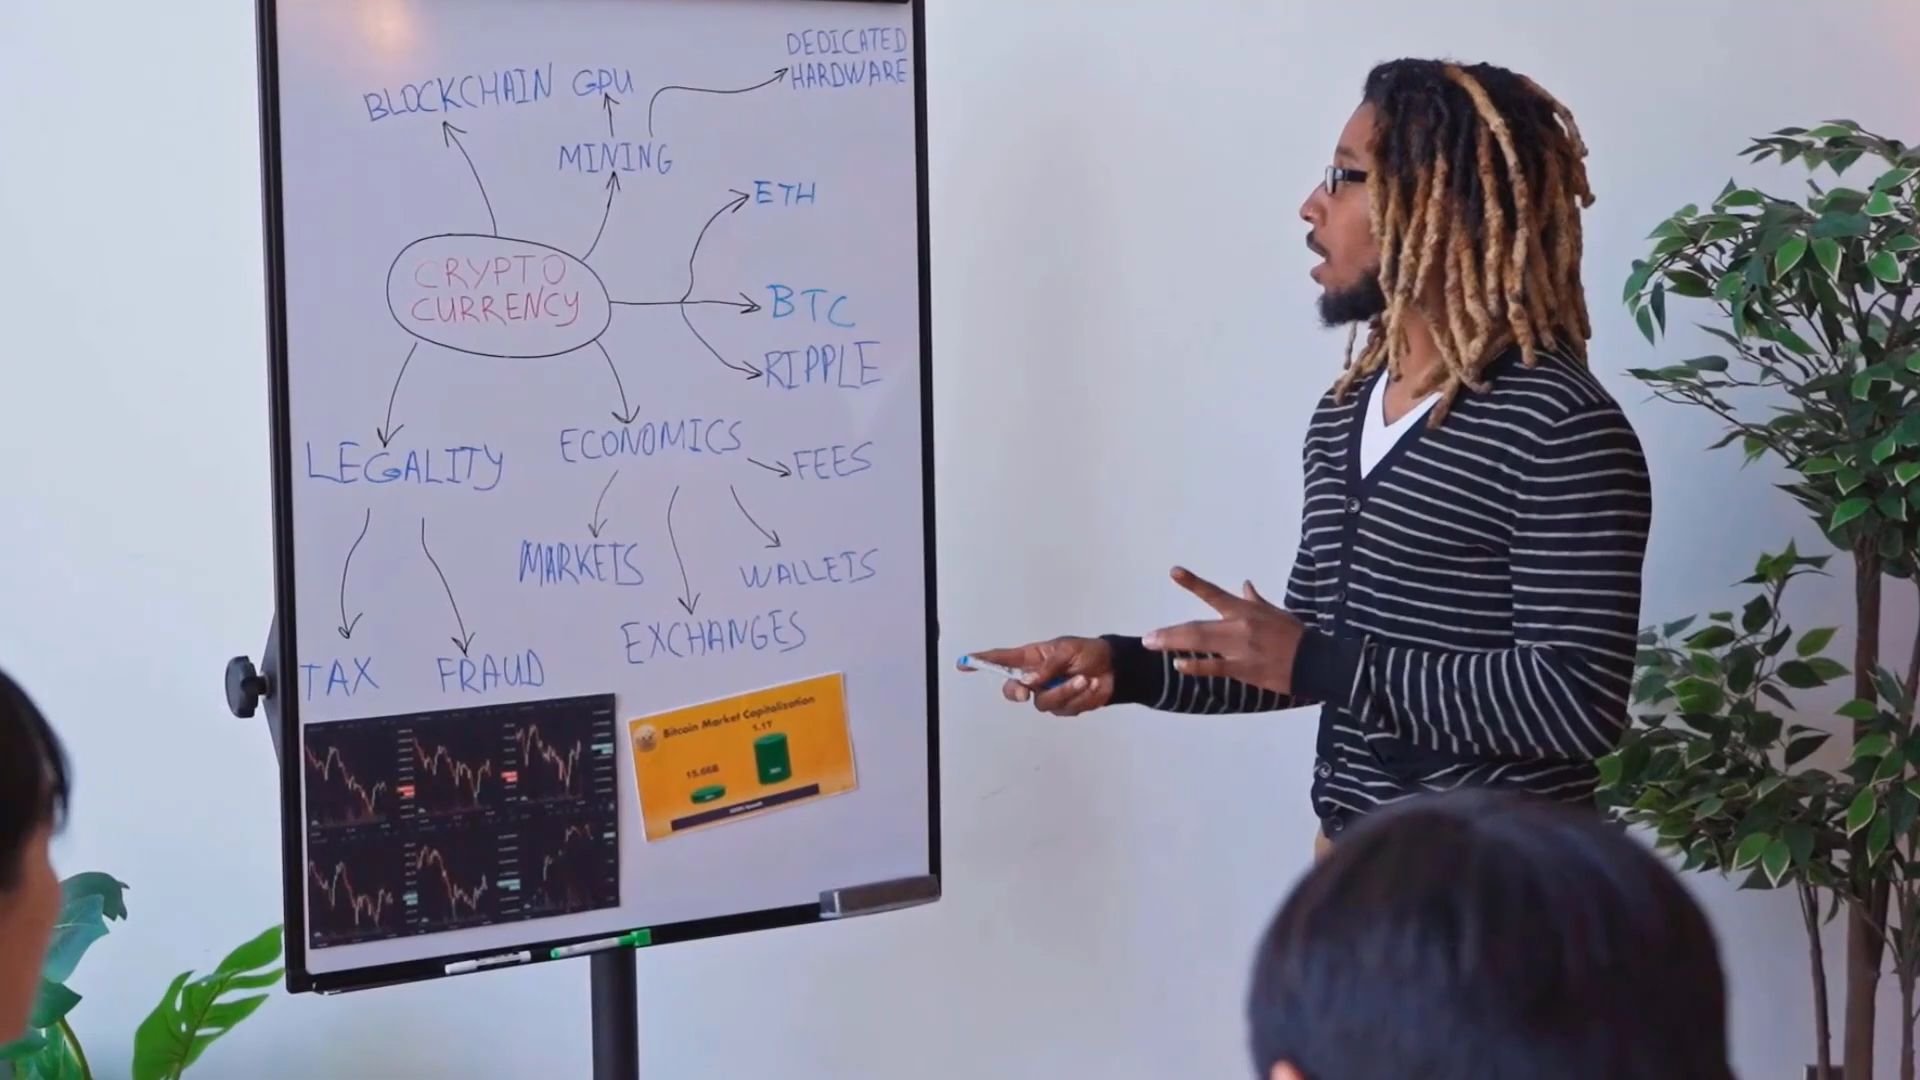 DEDICATED
HARDWARE
BLOCKCHAIN
GPU
MINING
ETH
CRYPTO
CURRENCY
BTC
RIPPLE
LEGALITY
ECONOMICS
FEES
MARKETS
WALLETS
EXCHANGES
TAX
FRAUD
Bitcoin Market Capitalization
1.1T
15.66B